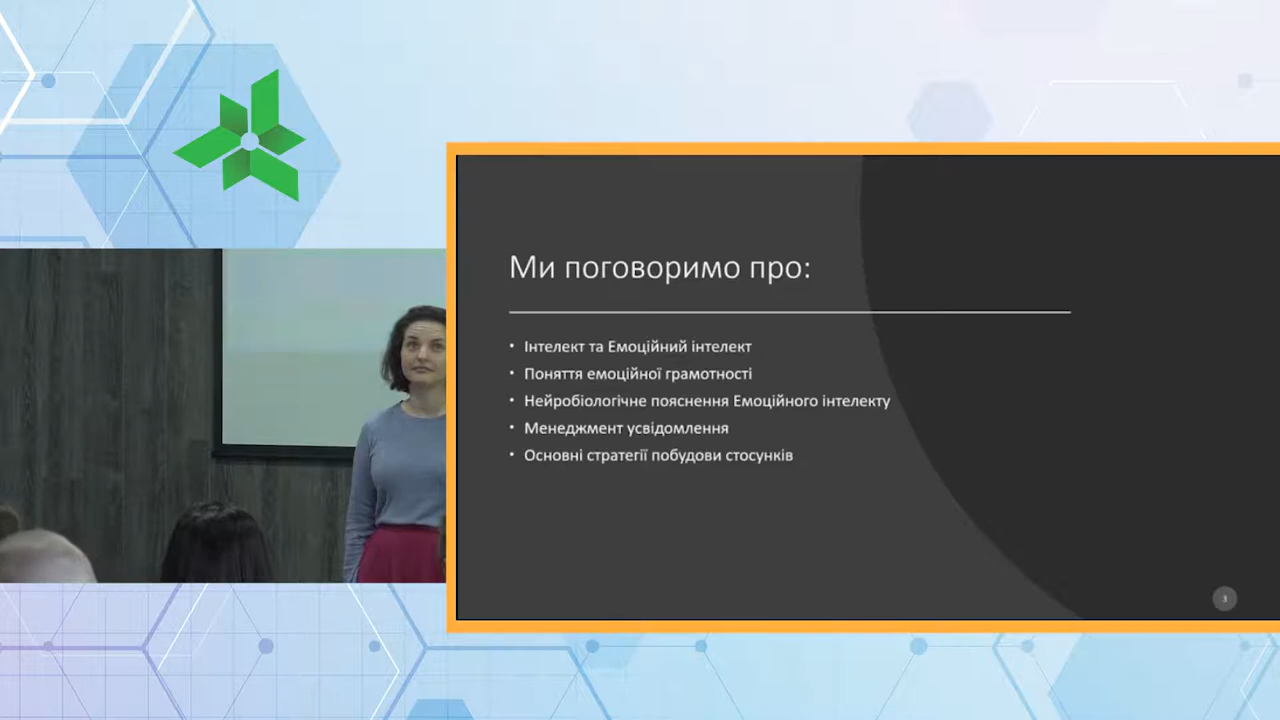 Ми поговоримо про:
• Інтелект та Емоційний інтелект
• Поняття емоційної грамотності
• Нейробіологічне пояснення Емоційного інтелекту
• Менеджмент усвідомлення
• Основні стратегії побудови стосунків
3